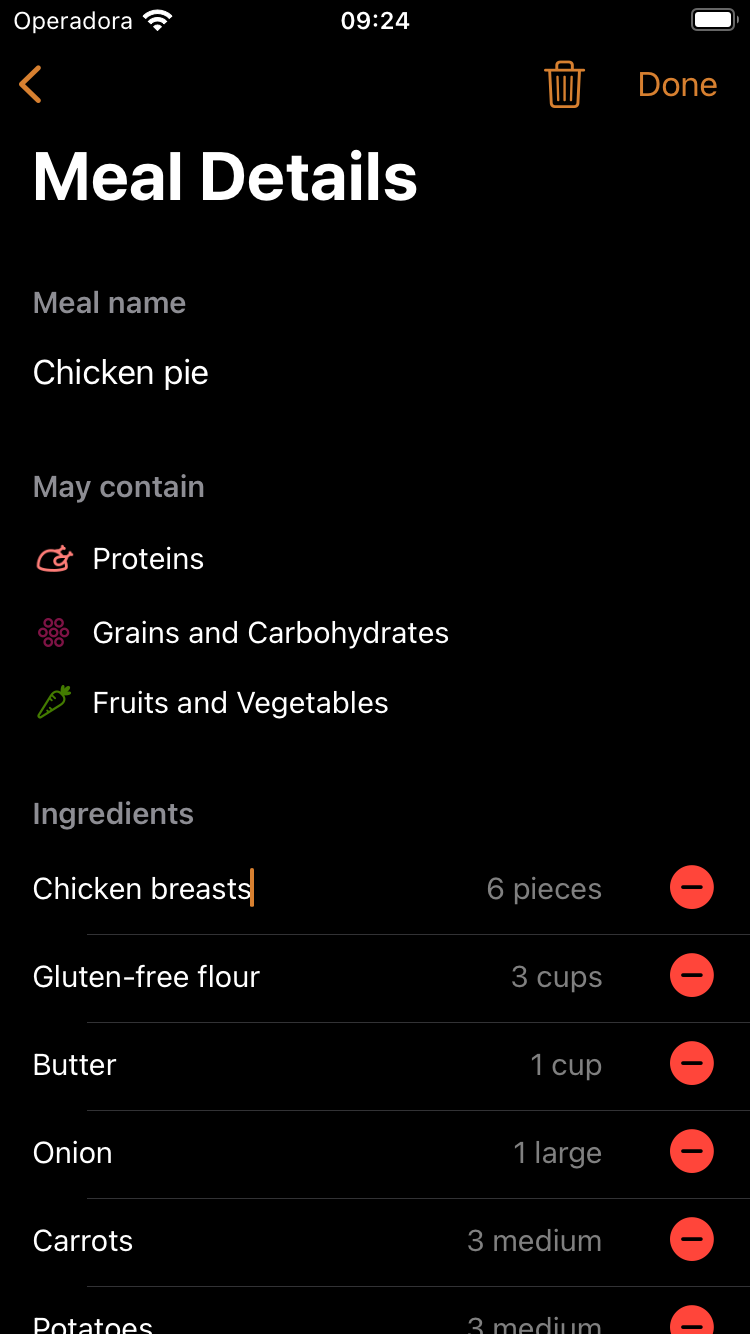 Operadora 09:24
Done
Meal Details
Meal name
Chicken pie
May contain
Proteins
Grains and Carbohydrates
Fruits and Vegetables
Ingredients
Chicken breasts 6 pieces
Gluten-free flour 3 cups
Butter 1 cup
Onion 1 large
Carrots 3 medium
Potatoes 3 medium